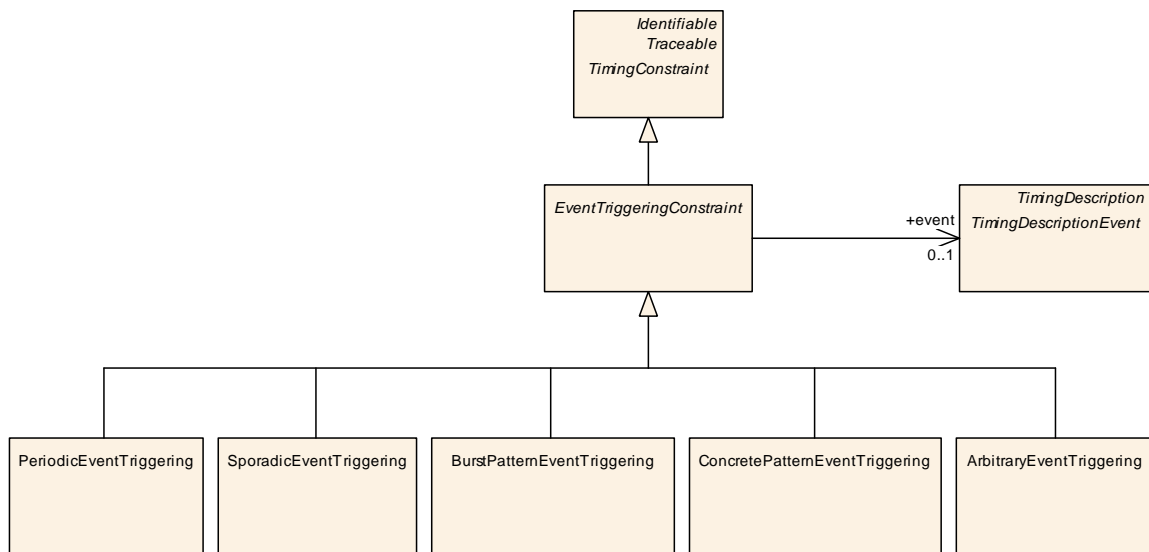 Identifiable
Traceable
TimingConstraint
EventTriggeringConstraint
+event
0..1
TimingDescription
TimingDescriptionEvent
PeriodicEventTriggering
SporadicEventTriggering
BurstPatternEventTriggering
ConcretePatternEventTriggering
ArbitraryEventTriggering